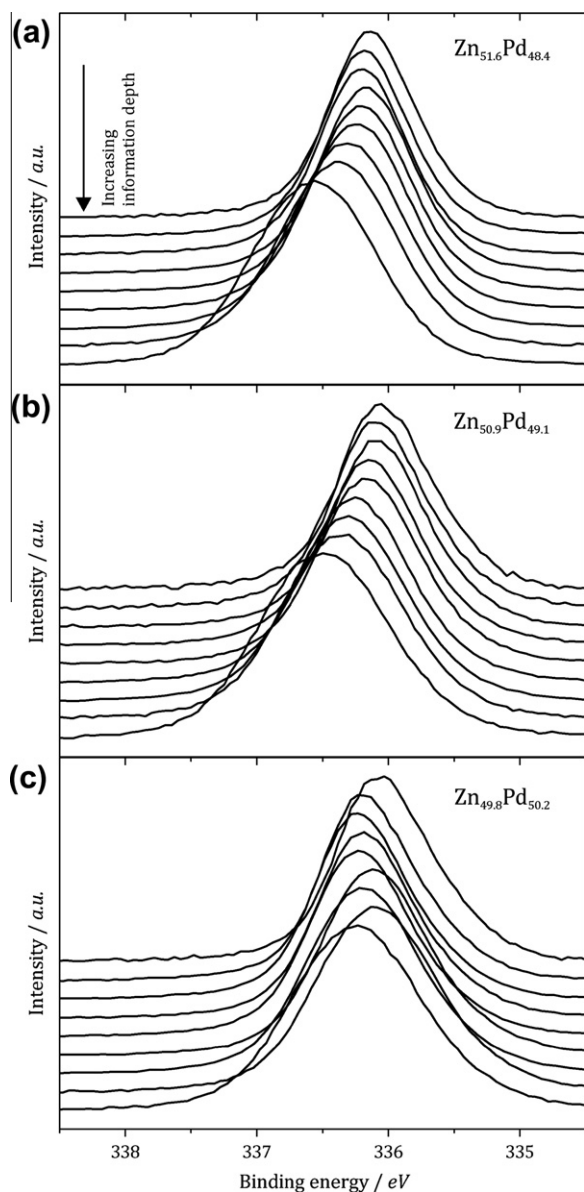 (a)
Zn51.6Pd48.4
Increasing
information depth
Intensity / a.u.
(b)
Zn50.9Pd49.1
Intensity / a.u.
(c)
Zn49.8Pd50.2
Intensity / a.u.
338 337 336 335
Binding energy / eV